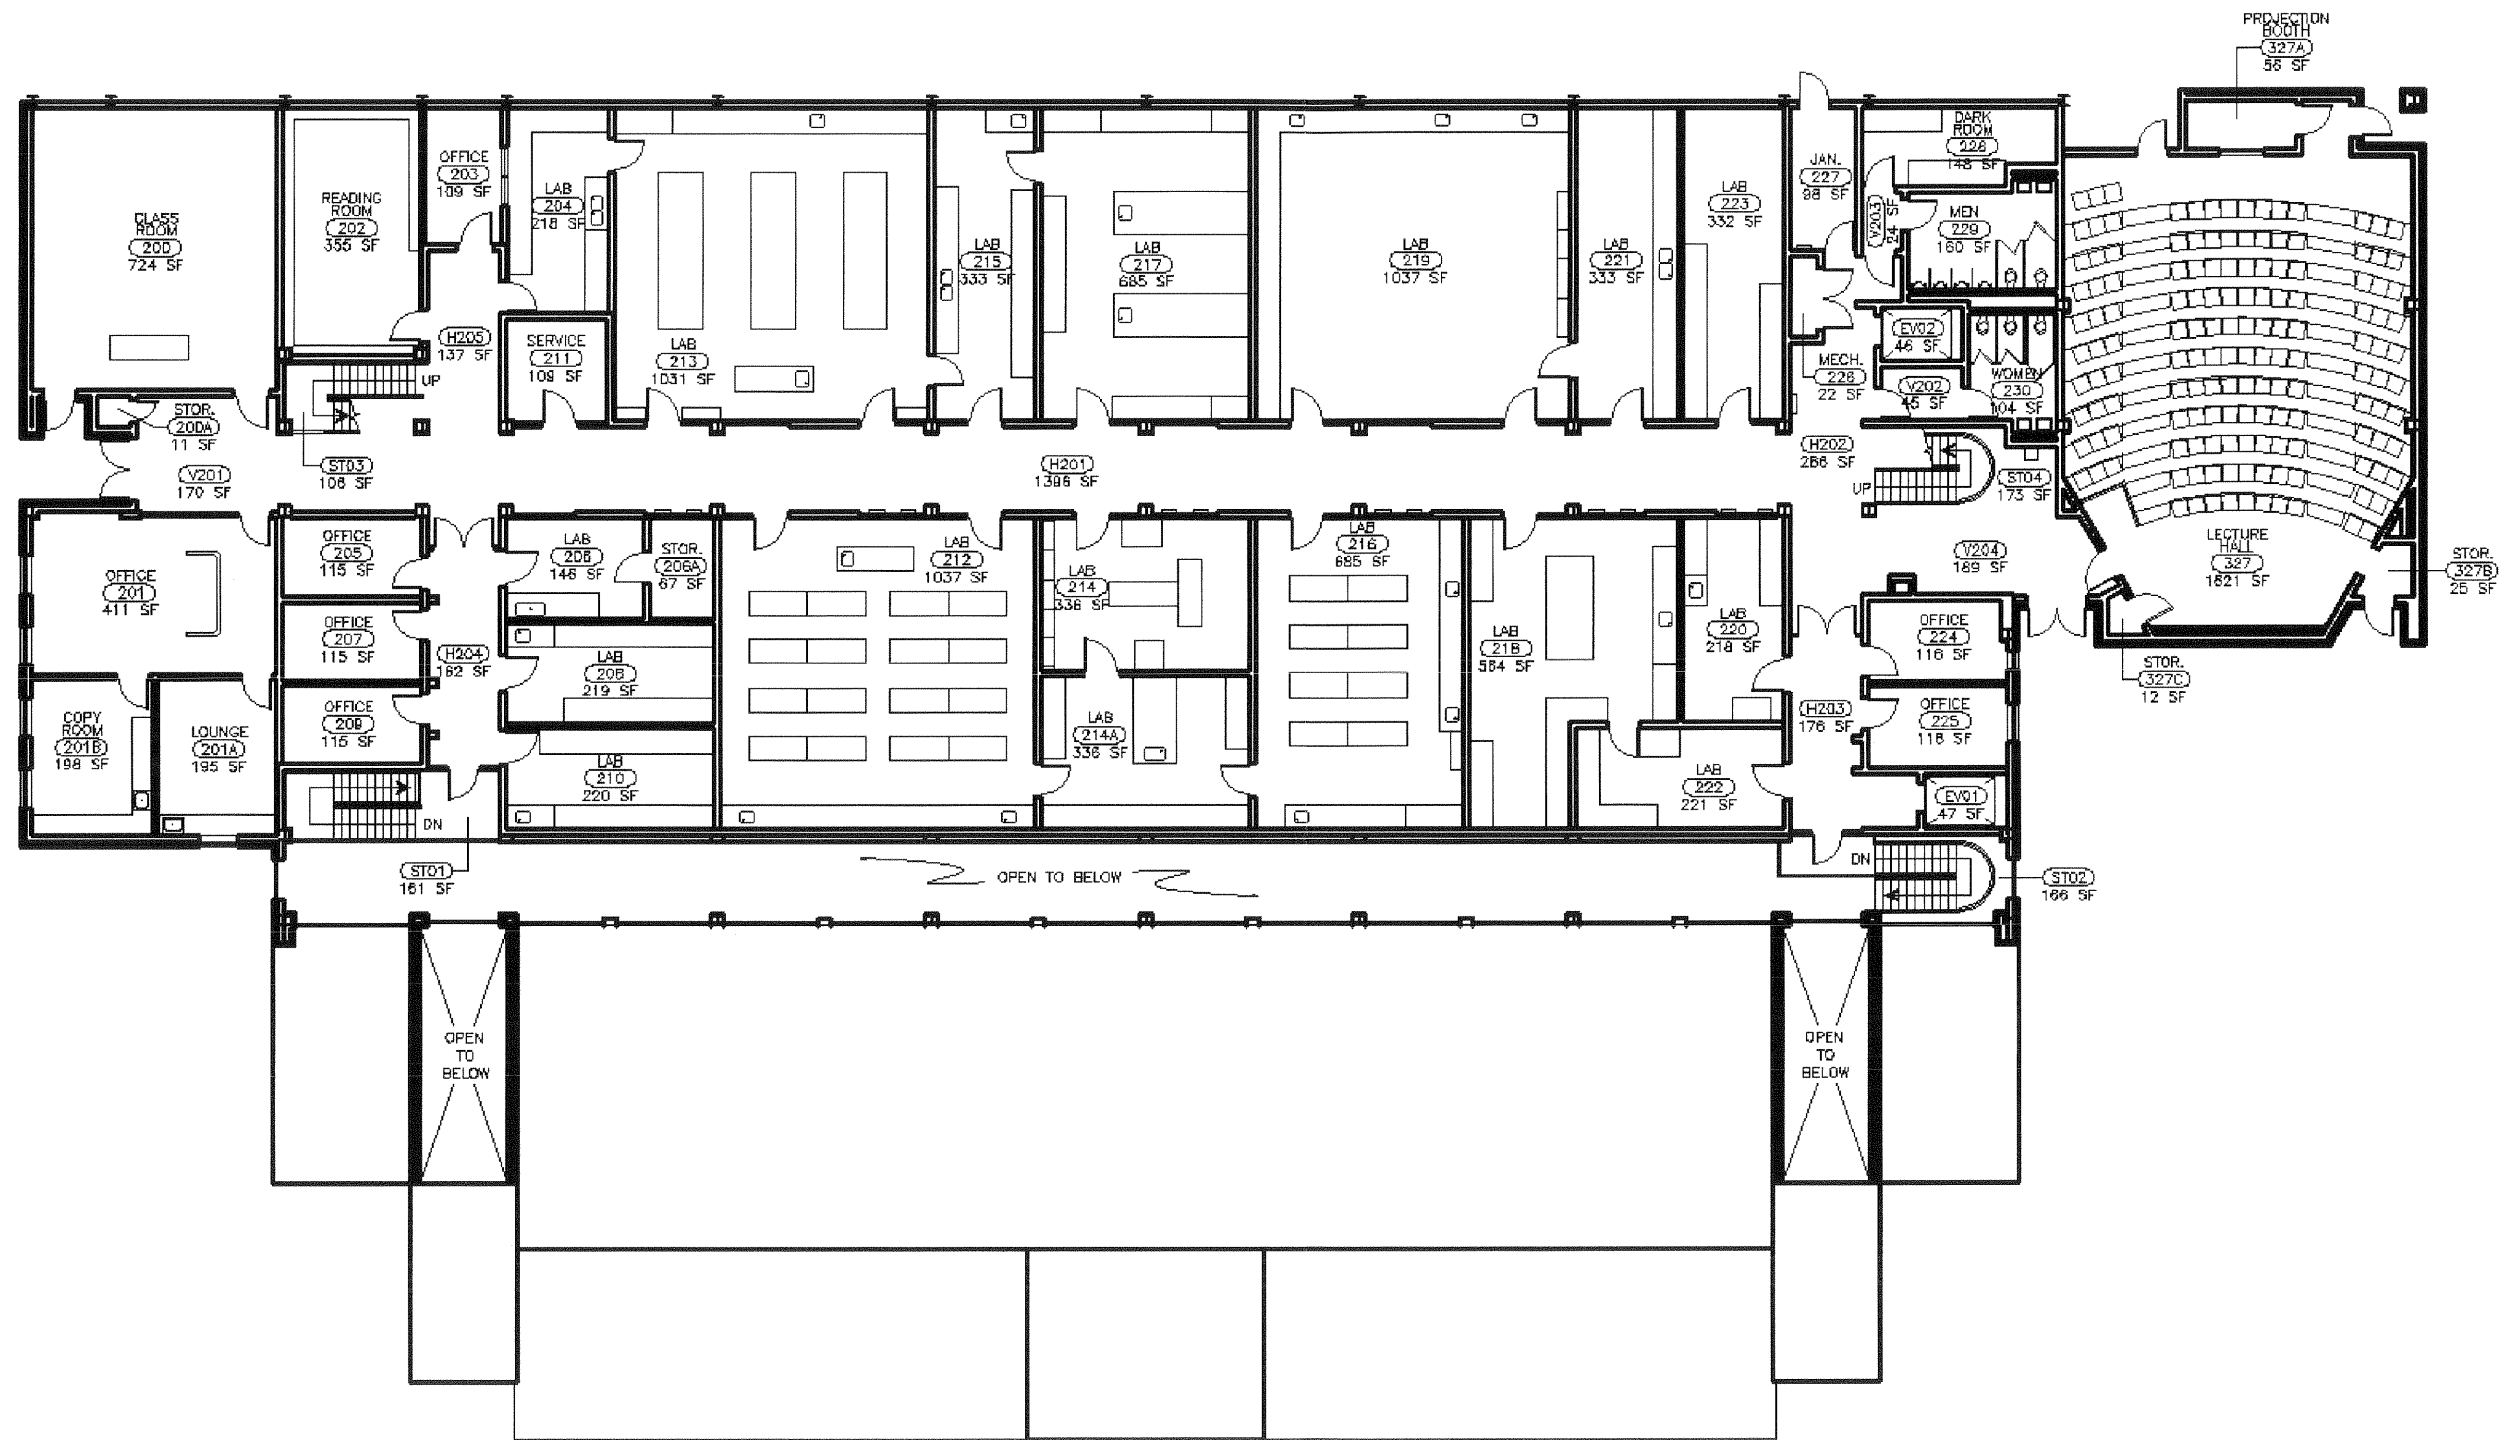 PROJECTION
BOOTH
327A
56 SF
CLASS
ROOM
200
724 SF
READING
ROOM
202
355 SF
OFFICE
203
109 SF
LAB
204
218 SF
LAB
213
1031 SF
LAB
215
333 SF
LAB
217
685 SF
LAB
219
1037 SF
LAB
221
333 SF
LAB
223
332 SF
JAN.
227
98 SF
DARK
ROOM
228
148 SF
V203
24 SF
MEN
229
160 SF
H205
137 SF
SERVICE
211
109 SF
EV02
46 SF
MECH.
226
22 SF
V202
45 SF
WOMEN
230
104 SF
UP
STOR.
200A
11 SF
V201
170 SF
ST03
106 SF
H201
1396 SF
H202
286 SF
UP
ST04
173 SF
V204
189 SF
LECTURE
HALL
327
1821 SF
STOR.
327B
25 SF
STOR.
327C
12 SF
OFFICE
201
411 SF
OFFICE
205
115 SF
OFFICE
207
115 SF
OFFICE
209
115 SF
H204
182 SF
LAB
206
146 SF
STOR.
206A
67 SF
LAB
208
219 SF
LAB
210
220 SF
LAB
212
1037 SF
LAB
214
336 SF
LAB
214A
336 SF
LAB
216
685 SF
LAB
218
564 SF
LAB
220
218 SF
LAB
222
221 SF
H203
176 SF
OFFICE
224
116 SF
OFFICE
225
116 SF
EV01
47 SF
COPY
ROOM
201B
198 SF
LOUNGE
201A
195 SF
DN
ST01
161 SF
OPEN TO BELOW
DN
ST02
166 SF
OPEN
TO
BELOW
OPEN
TO
BELOW